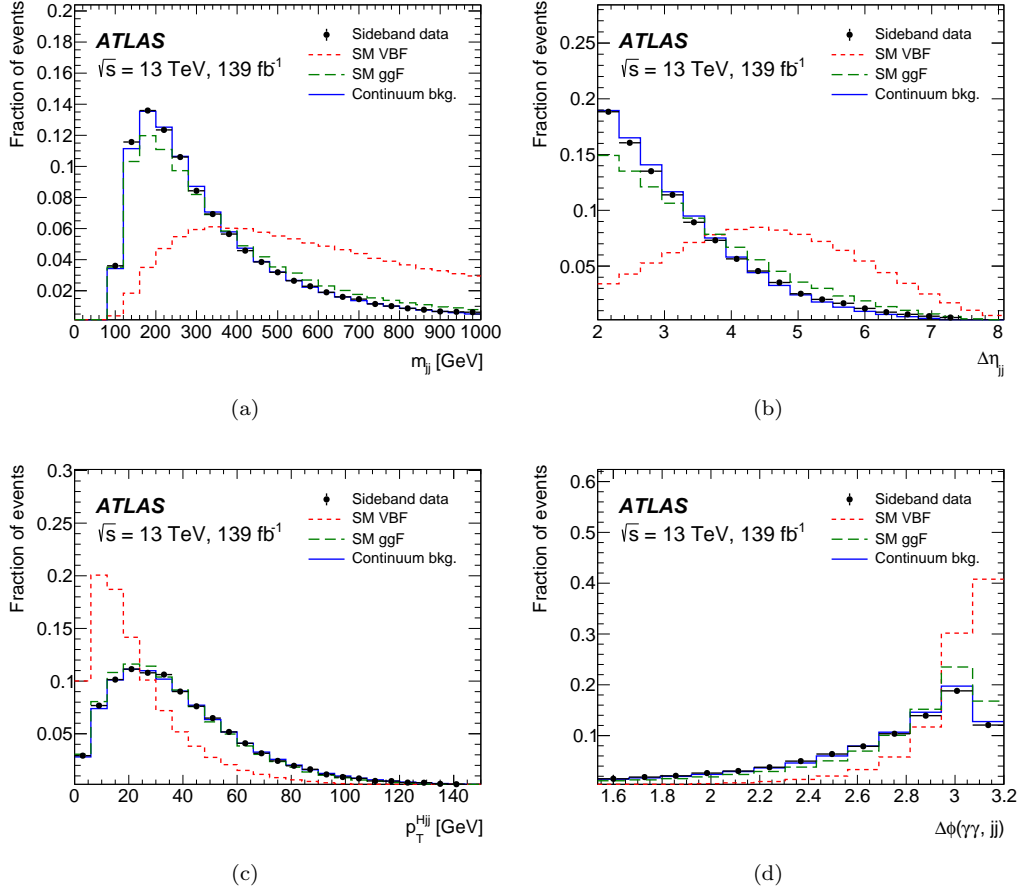 Fraction of events
0.2
0.18
0.16
0.14
0.12
0.1
0.08
0.06
0.04
0.02
ATLAS
√s = 13 TeV, 139 fb⁻¹
Sideband data
SM VBF
SM ggF
Continuum bkg.
0 100 200 300 400 500 600 700 800 900 1000
m_jj [GeV]
(a)
Fraction of events
0.25
0.2
0.15
0.1
0.05
ATLAS
√s = 13 TeV, 139 fb⁻¹
Sideband data
SM VBF
SM ggF
Continuum bkg.
2 3 4 5 6 7 8
Δη_jj
(b)
Fraction of events
0.3
0.25
0.2
0.15
0.1
0.05
ATLAS
√s = 13 TeV, 139 fb⁻¹
Sideband data
SM VBF
SM ggF
Continuum bkg.
0 20 40 60 80 100 120 140
p_T^Hjj [GeV]
(c)
Fraction of events
0.6
0.5
0.4
0.3
0.2
0.1
ATLAS
√s = 13 TeV, 139 fb⁻¹
Sideband data
SM VBF
SM ggF
Continuum bkg.
1.6 1.8 2 2.2 2.4 2.6 2.8 3 3.2
Δϕ(γγ, jj)
(d)